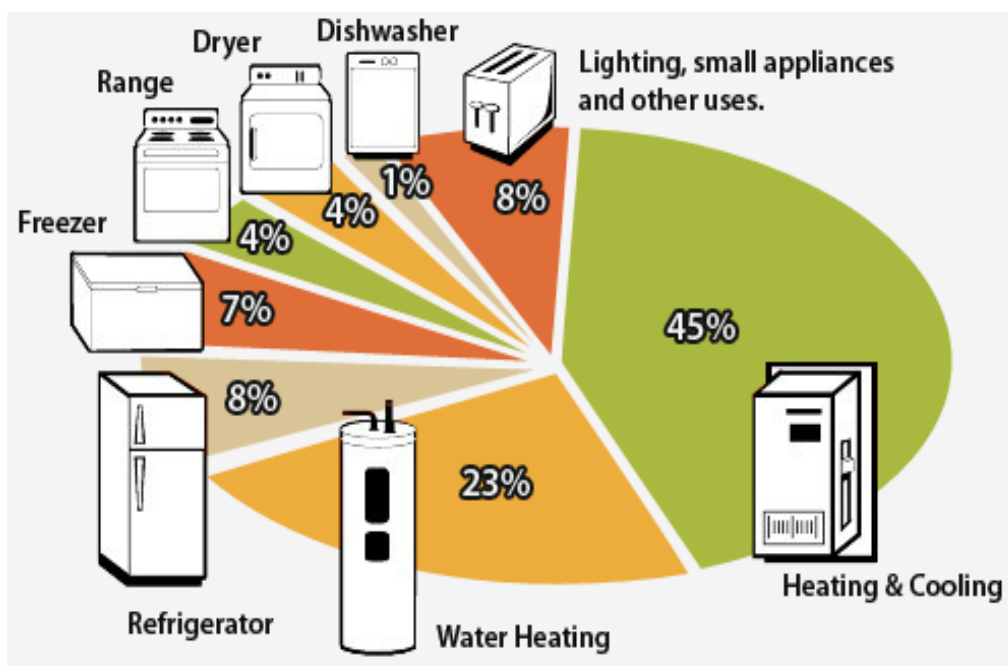 Dishwasher
Dryer
Range
Freezer
Lighting, small appliances
and other uses.
1%
8%
4%
4%
7%
45%
8%
23%
Heating & Cooling
Refrigerator
Water Heating